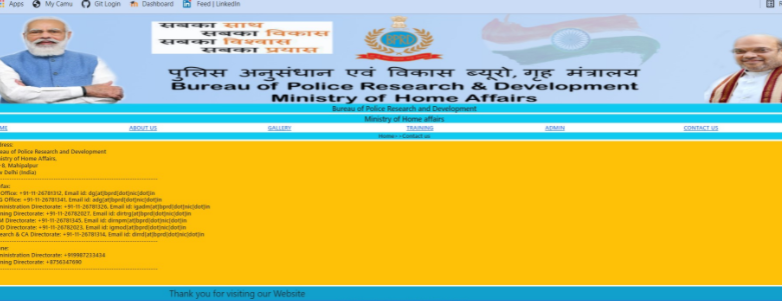 Apps My Camu Git Login Dashboard Feed | LinkedIn
सबका साथ
सबका विकास
सबका विश्वास
सबका प्रयास
BPRD
पुलिस अनुसंधान एवं विकास ब्यूरो, गृह मंत्रालय
Bureau of Police Research & Development
Ministry of Home Affairs
Bureau of Police Research and Development
Ministry of Home affairs
ME ABOUT US GALLERY TRAINING ADMIN CONTACT US
Home-->Contact us
dress:
eau of Police Research and Development
istry of Home Affairs,
8, Mahipalpur
Delhi (India)
fax:
Office: +91-11-26781312, Email id: dg[at]bprd[dot]nic[dot]in
G Office: +91-11-26781341, Email id: adg[at]bprd[dot]nic[dot]in
ministration Directorate: +91-11-26781326, Email id: igadm[at]bprd[dot]nic[dot]in
ning Directorate: +91-11-26782027, Email id: dirtrg[at]bprd[dot]nic[dot]in
M Directorate: +91-11-26781345, Email id: dirnpm[at]bprd[dot]nic[dot]in
D Directorate: +91-11-26782023, Email id: igmod[at]bprd[dot]nic[dot]in
earch & CA Directorate: +91-11-26781314, Email id: dirrd[at]bprd[dot]nic[dot]in
ne:
ministration Directorate: +919987233434
ning Directorate: +8756347690
Thank you for visiting our Website